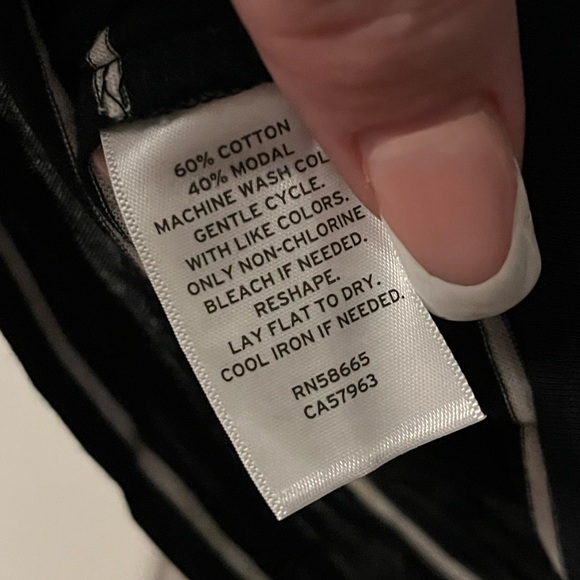 60% COTTON
40% MODAL
MACHINE WASH COL
GENTLE CYCLE.
WITH LIKE COLORS.
ONLY NON-CHLORINE
BLEACH IF NEEDED.
RESHAPE.
LAY FLAT TO DRY.
COOL IRON IF NEEDED.
RN58665
CA57963